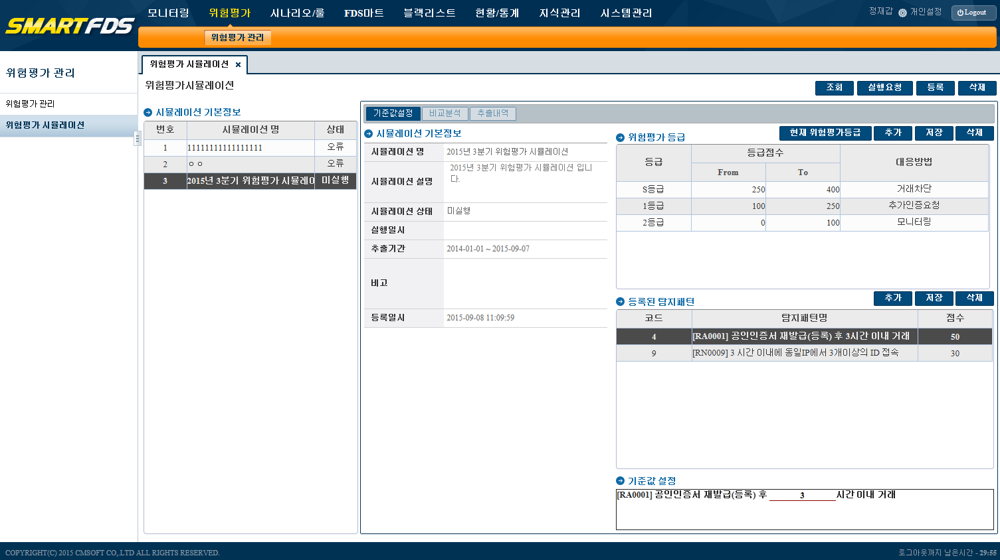 SMARTFDS
모니터링 위험평가 시나리오/룰 FDS마트 블랙리스트 현황/통계 지식관리 시스템관리
정재갑 개인설정 Logout
위험평가 관리
위험평가 관리
위험평가 관리
위험평가 시뮬레이션
위험평가 시뮬레이션 ×
위험평가시뮬레이션
조회 실행요청 등록 삭제
시뮬레이션 기본정보
번호 시뮬레이션 명 상태
1 11111111111111111 오류
2 ㅇㅇ 오류
3 2015년 3분기 위험평가 시뮬레이 미실행
기준값설정 비교분석 추출내역
시뮬레이션 기본정보
시뮬레이션 명 2015년 3분기 위험평가 시뮬레이션
시뮬레이션 설명 2015년 3분기 위험평가 시뮬레이션 입니
다.
시뮬레이션 상태 미실행
실행일시
추출기간 2014-01-01 ~ 2015-09-07
비고
등록일시 2015-09-08 11:09:59
위험평가 등급
현재 위험평가등급 추가 저장 삭제
등급 등급점수 대응방법
From To
S등급 250 400 거래차단
1등급 100 250 추가인증요청
2등급 0 100 모니터링
등록된 탐지패턴
추가 저장 삭제
코드 탐지패턴명 점수
4 [RA0001] 공인인증서 재발급(등록) 후 3시간 이내 거래 50
9 [RN0009] 3 시간 이내에 동일IP에서 3개이상의 ID 접속 30
기준값 설정
[RA0001] 공인인증서 재발급(등록) 후 3 시간 이내 거래
COPYRIGHT(C) 2015 CMSOFT CO,.LTD ALL RIGHTS RESERVED.
로그아웃까지 남은시간 - 29:55